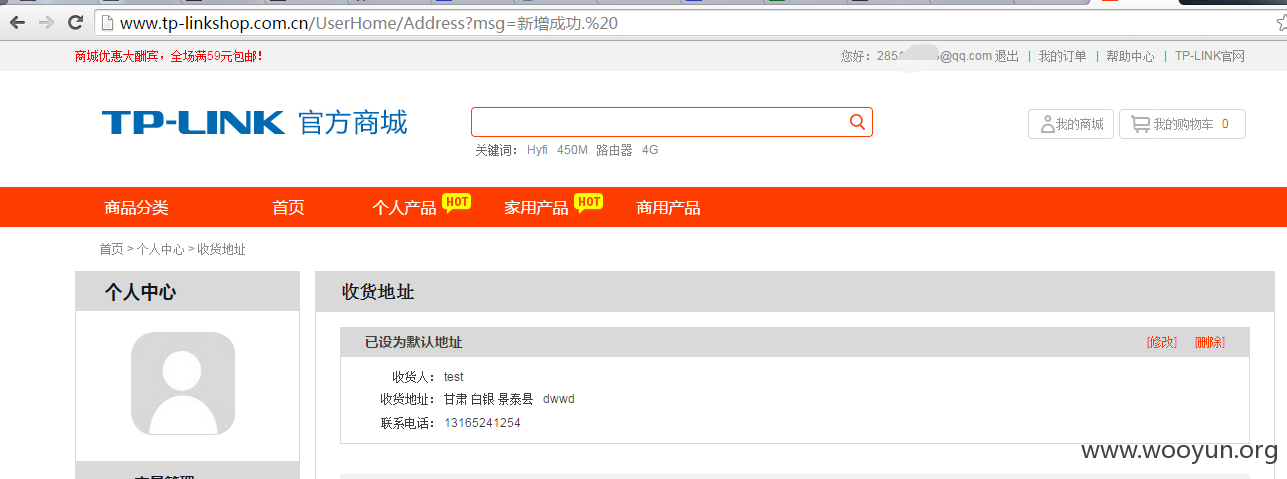 www.tp-linkshop.com.cn/UserHome/Address?msg=新增成功.%20
商城优惠大酬宾，全场满59元包邮！
您好：285 @qq.com 退出 | 我的订单 | 帮助中心 | TP-LINK官网
TP-LINK 官方商城
我的商城
我的购物车 0
关键词： Hyfi 450M 路由器 4G
商品分类 首页 个人产品 HOT 家用产品 HOT 商用产品
首页 > 个人中心 > 收货地址
个人中心
收货地址
已设为默认地址 [修改] [删除]
收货人： test
收货地址： 甘肃 白银 景泰县 dwwd
联系电话： 13165241254
www.wooyun.org